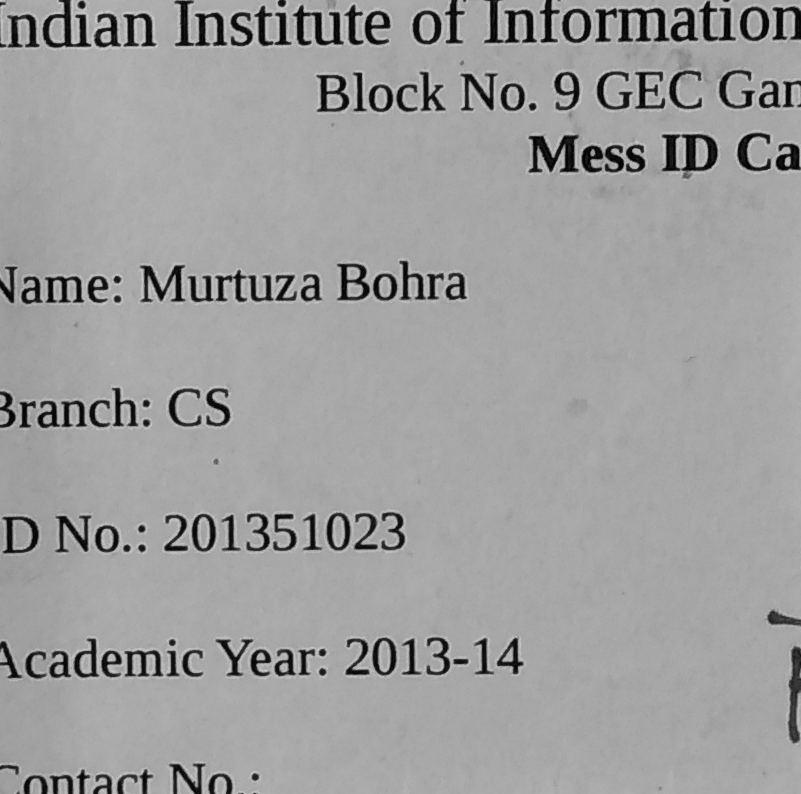 Indian Institute of Information
Block No. 9 GEC Gan
Mess ID Ca
Name: Murtuza Bohra
Branch: CS
ID No.: 201351023
Academic Year: 2013-14
Contact No.: